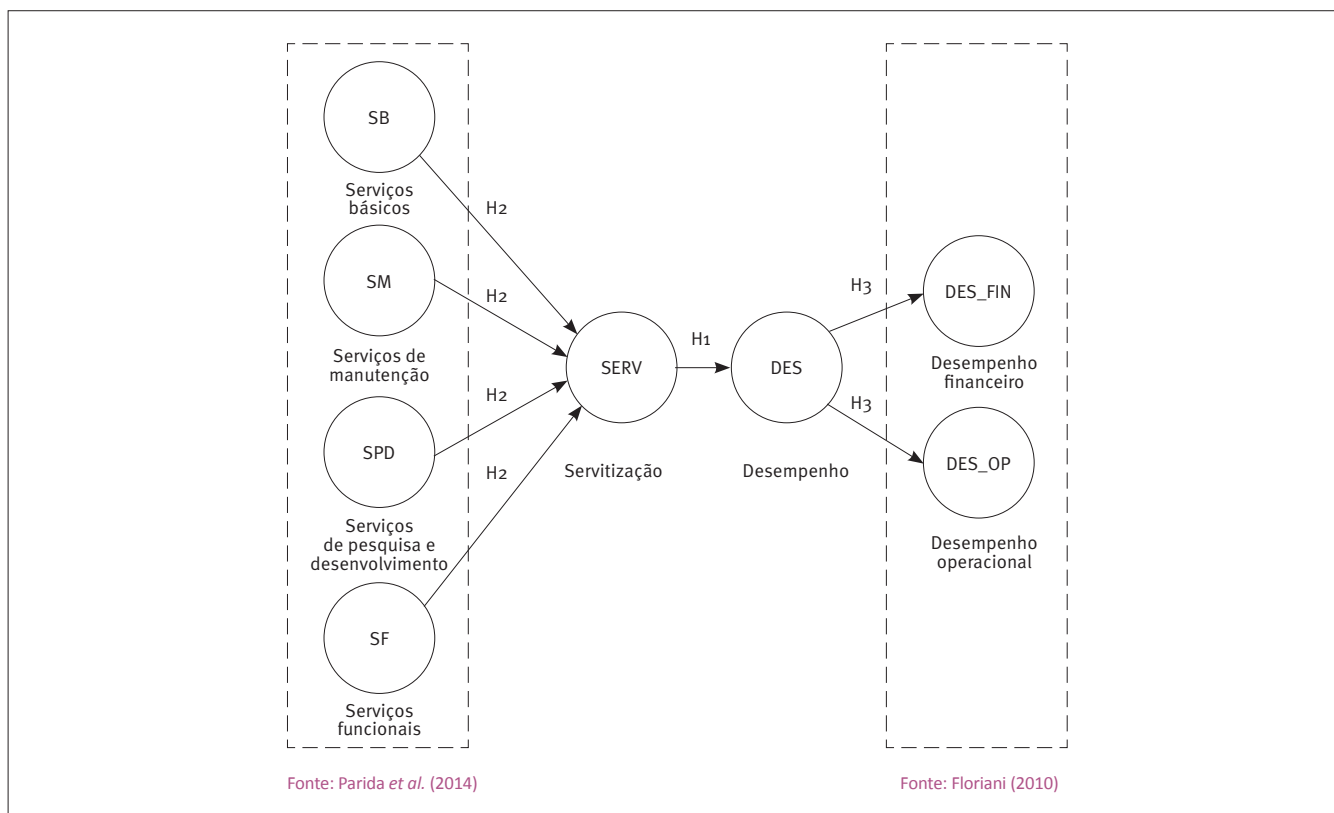 SB
Serviços
básicos
H2
SM
Serviços de
manutenção
H2
SPD
Serviços
de pesquisa e
desenvolvimento
H2
SF
Serviços
funcionais
H2
SERV
Servitização
H1
DES
Desempenho
H3
DES_FIN
Desempenho
financeiro
H3
DES_OP
Desempenho
operacional
Fonte: Parida et al. (2014)
Fonte: Floriani (2010)